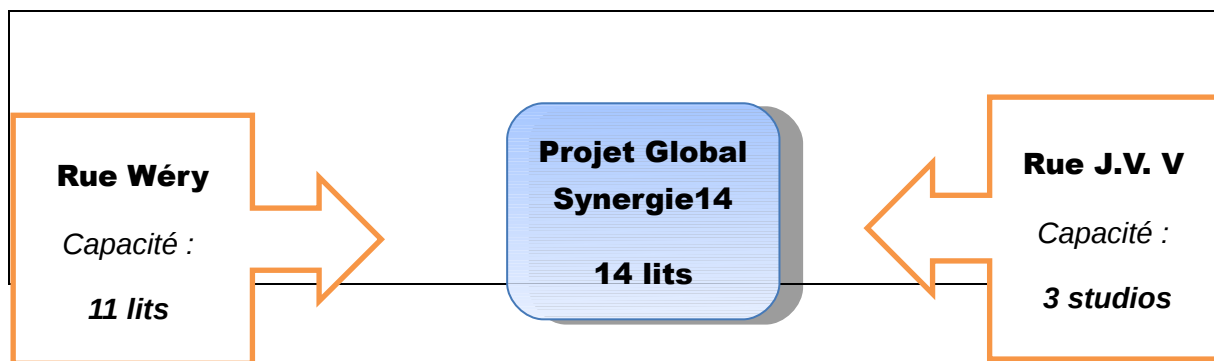 Rue Wéry
Capacité :
11 lits
Projet Global
Synergie14
14 lits
Rue J.V. V
Capacité :
3 studios